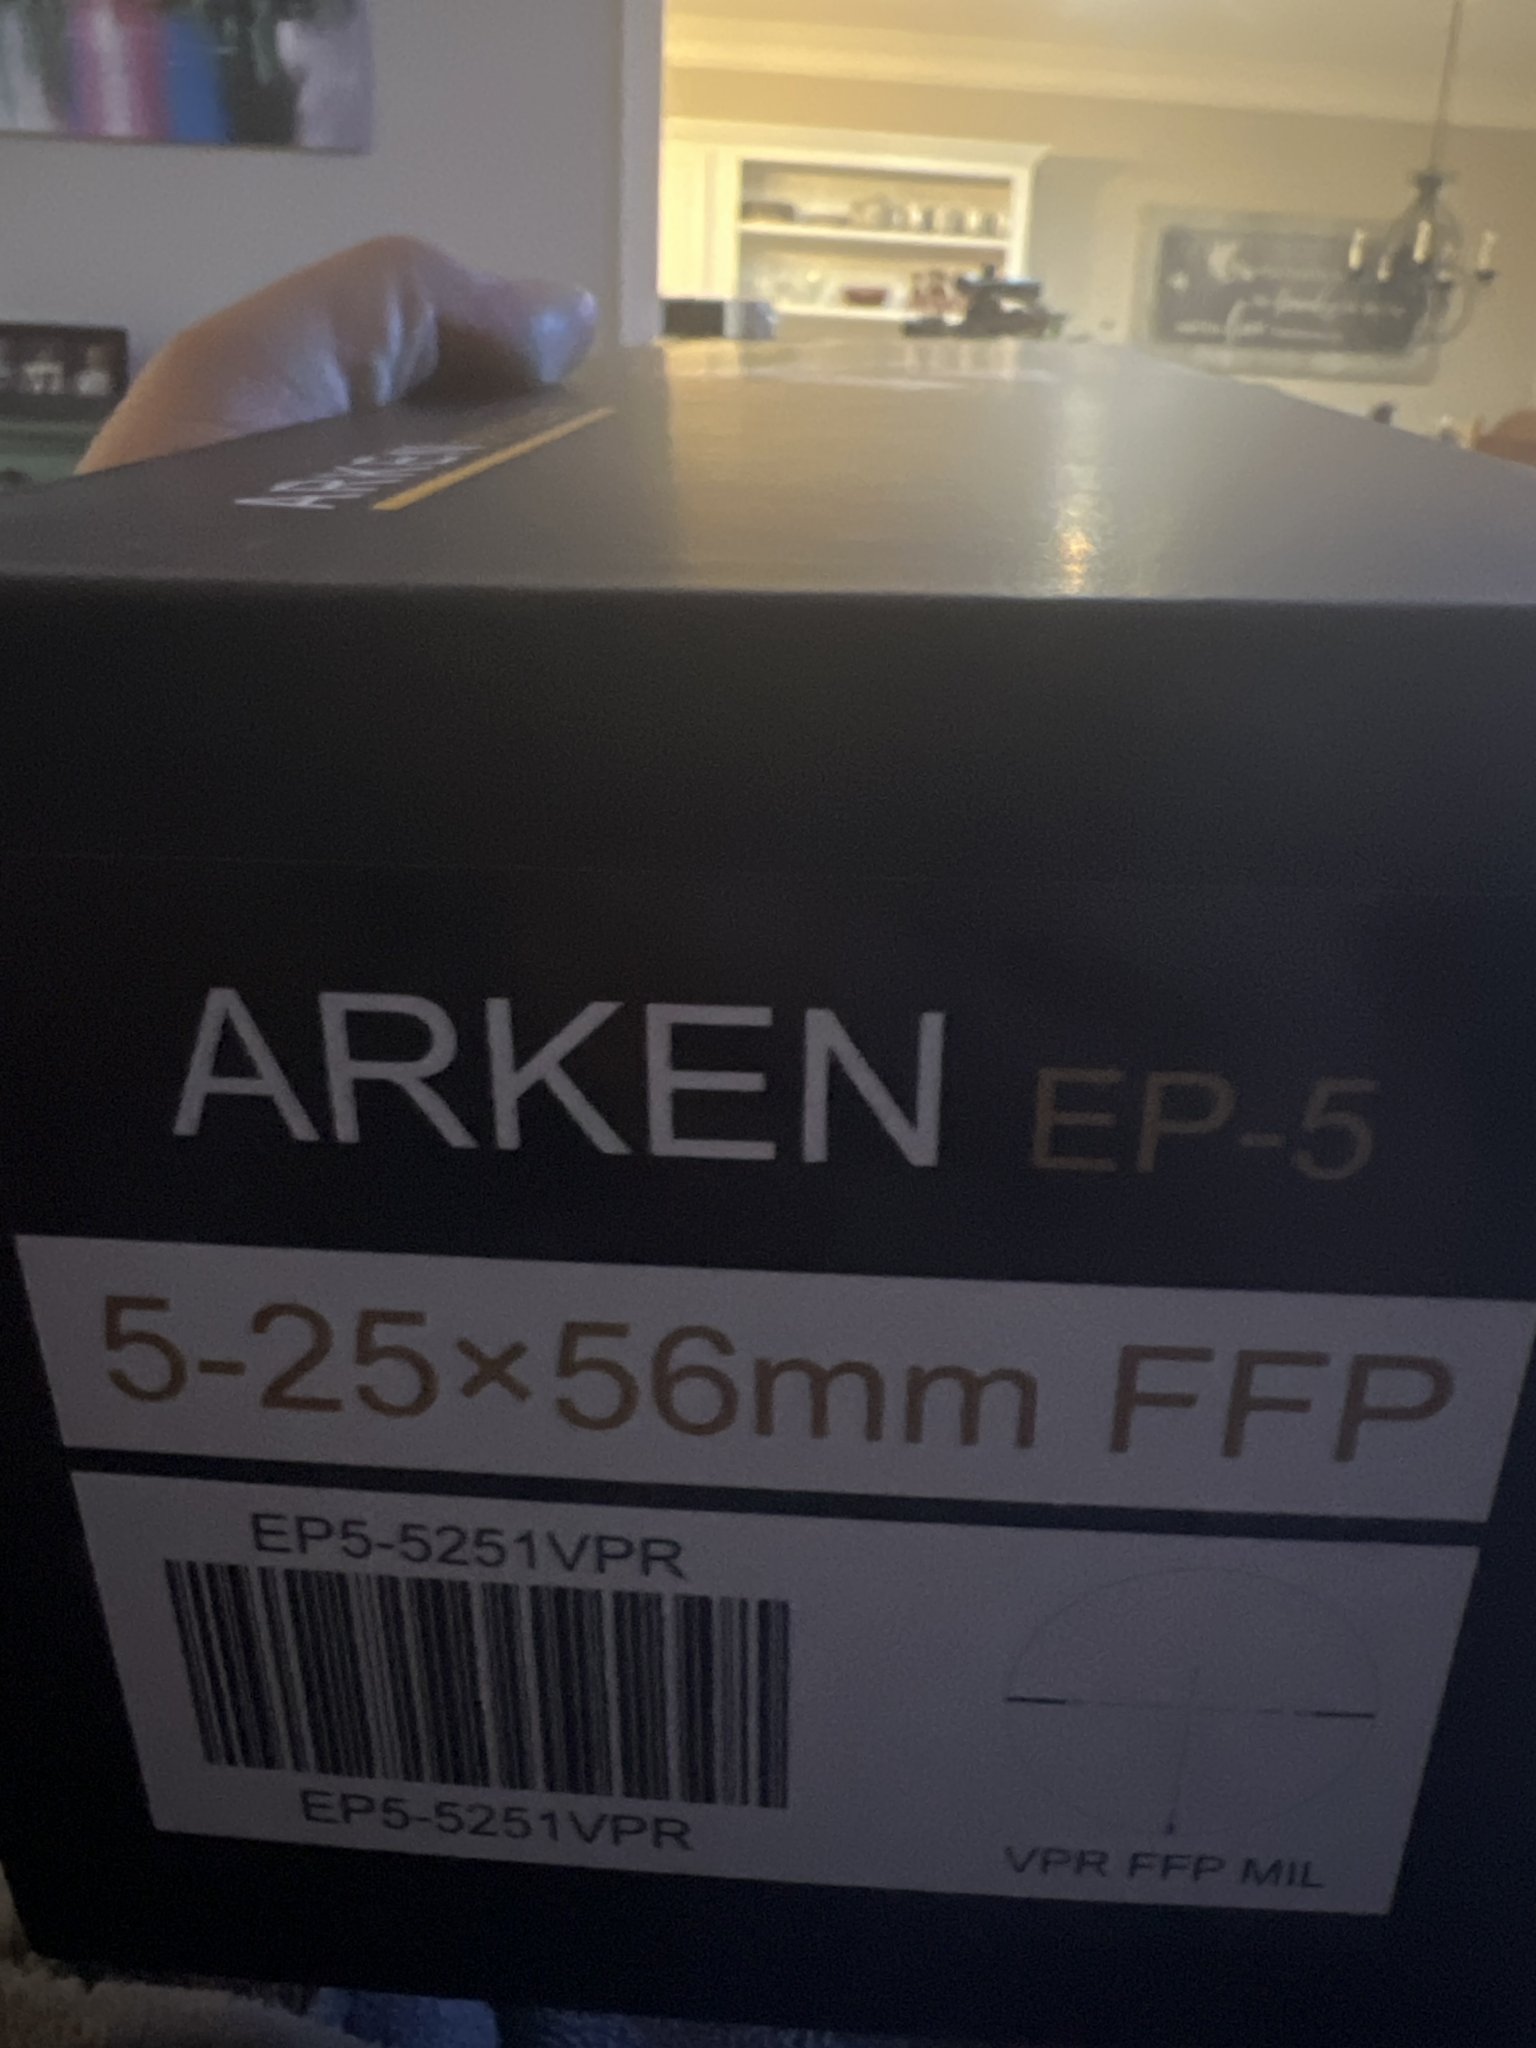 ARKEN
ARKEN EP-5
5-25×56mm FFP
EP5-5251VPR
EP5-5251VPR
VPR FFP MIL